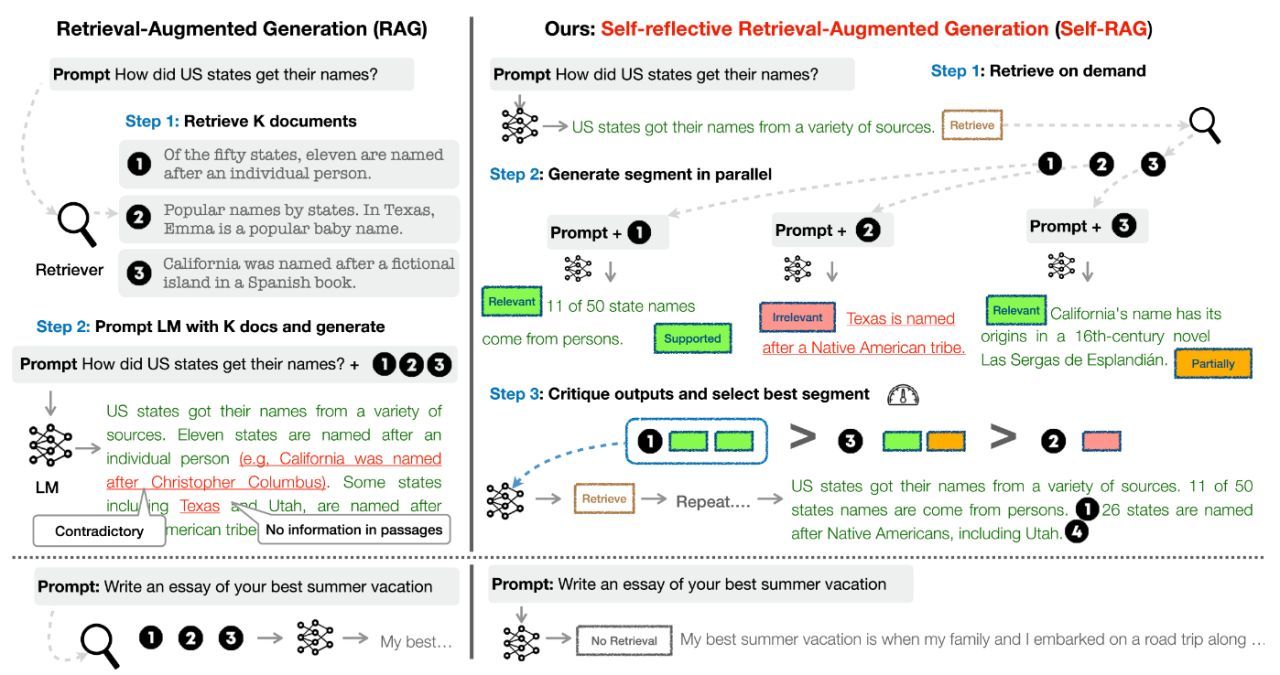 Retrieval-Augmented Generation (RAG)
Prompt How did US states get their names?
Step 1: Retrieve K documents
1 Of the fifty states, eleven are named
after an individual person.
2 Popular names by states. In Texas,
Emma is a popular baby name.
3 California was named after a fictional
island in a Spanish book.
Retriever
Step 2: Prompt LM with K docs and generate
Prompt How did US states get their names? + 1 2 3
LM
US states got their names from a variety of
sources. Eleven states are named after an
individual person (e.g, California was named
after Christopher Columbus). Some states
including Texas and Utah, are named after
merican tribe
Contradictory
No information in passages
Prompt: Write an essay of your best summer vacation
1 2 3
My best...
Ours: Self-reflective Retrieval-Augmented Generation (Self-RAG)
Prompt How did US states get their names?
Step 1: Retrieve on demand
US states got their names from a variety of sources. Retrieve
1 2 3
Step 2: Generate segment in parallel
Prompt + 1
Relevant 11 of 50 state names
come from persons. Supported
Prompt + 2
Irrelevant Texas is named
after a Native American tribe.
Prompt + 3
Relevant California's name has its
origins in a 16th-century novel
Las Sergas de Esplandián. Partially
Step 3: Critique outputs and select best segment
1 > 3 > 2
Retrieve
Repeat....
US states got their names from a variety of sources. 11 of 50
states names are come from persons. 1 26 states are named
after Native Americans, including Utah. 4
Prompt: Write an essay of your best summer vacation
No Retrieval
My best summer vacation is when my family and I embarked on a road trip along ...